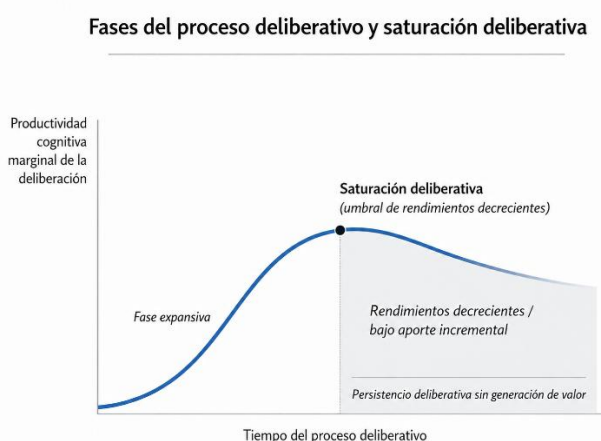 Fases del proceso deliberativo y saturación deliberativa
Productividad
cognitiva
marginal de la
deliberación
Saturación deliberativa
(umbral de rendimientos decrecientes)
Fase expansiva
Rendimientos decrecientes /
bajo aporte incremental
Persistencio deliberativa sin generación de valor
Tiempo del proceso deliberativo